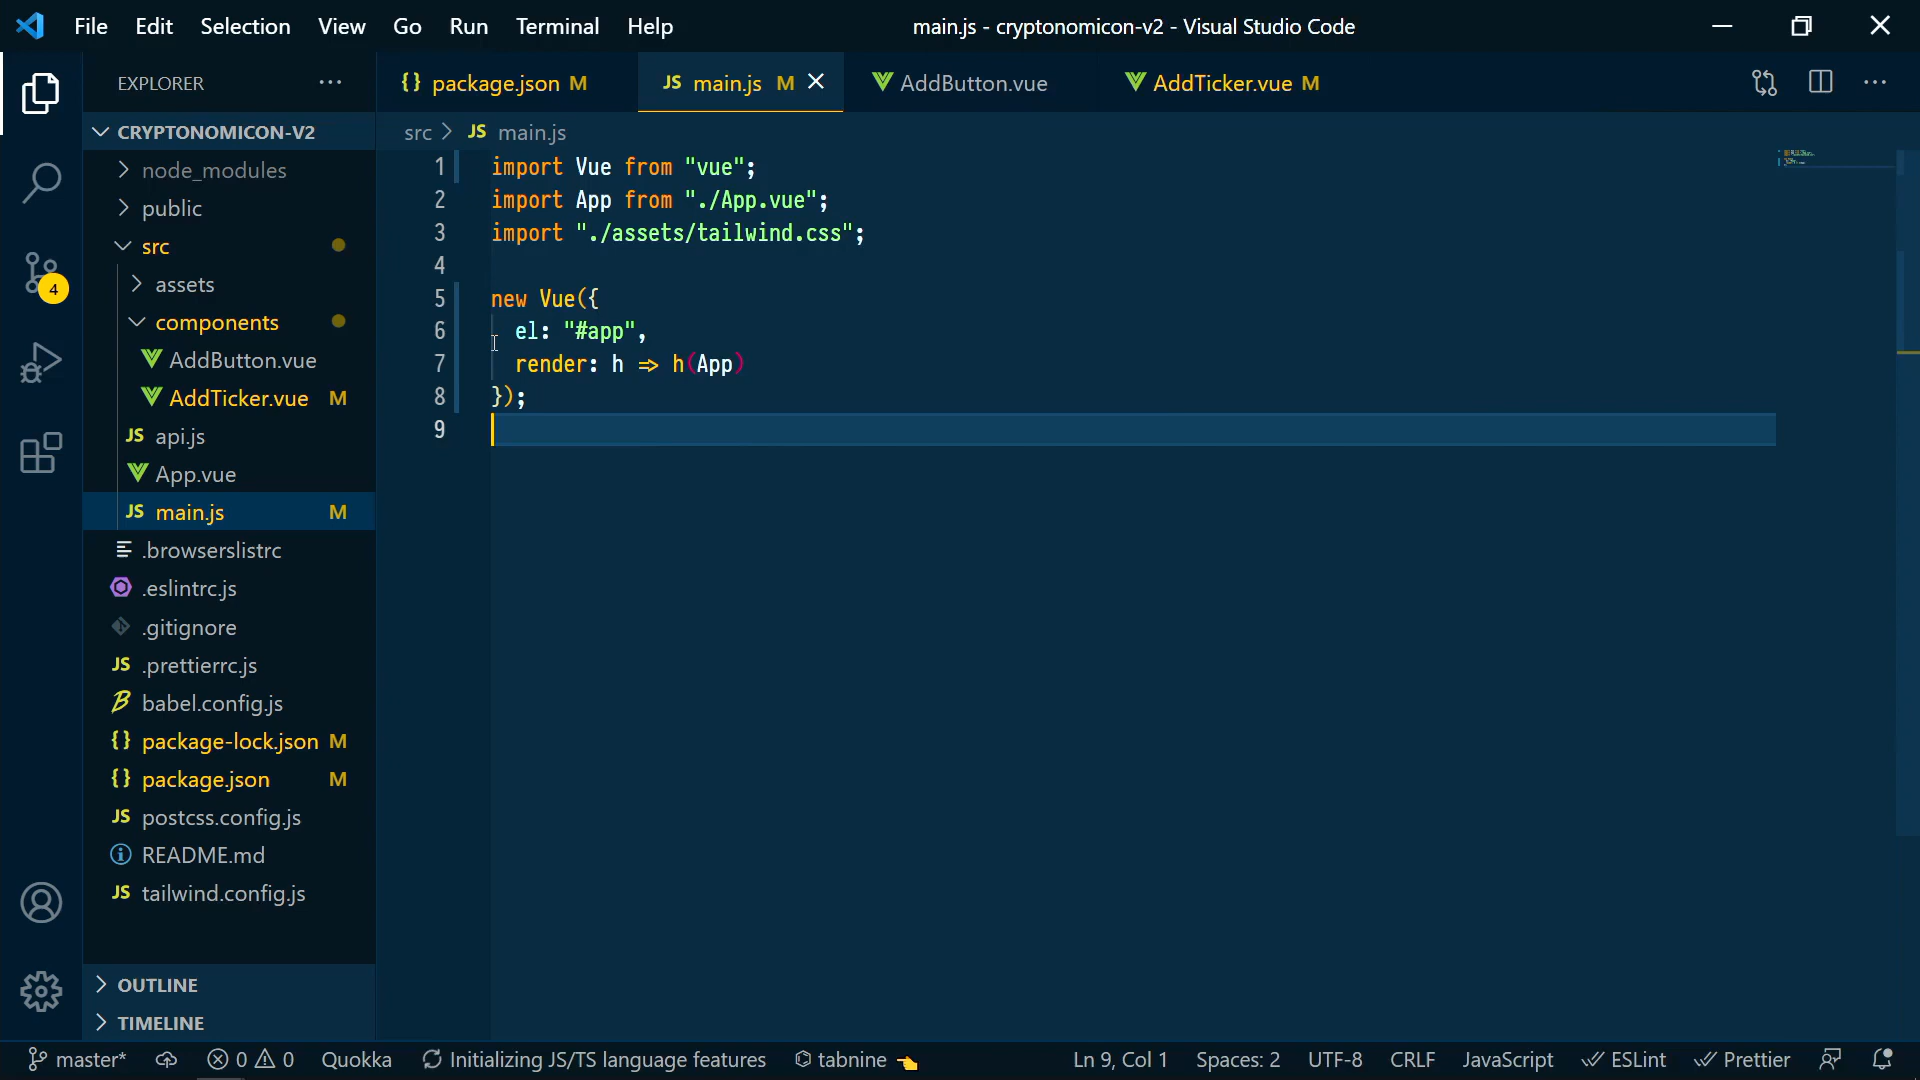 File Edit Selection View Go Run Terminal Help
main.js - cryptonomicon-v2 - Visual Studio Code
EXPLORER
{} package.json M
JS main.js M
AddButton.vue
AddTicker.vue M
CRYPTONOMICON-V2
src > JS main.js
node_modules
public
src
assets
components
AddButton.vue
AddTicker.vue M
JS api.js
App.vue
JS main.js M
.browserslistrc
.eslintrc.js
.gitignore
JS .prettierrc.js
babel.config.js
{} package-lock.json M
{} package.json M
JS postcss.config.js
README.md
JS tailwind.config.js
OUTLINE
TIMELINE
4
1 import Vue from "vue";
2 import App from "./App.vue";
3 import "./assets/tailwind.css";
4
5 new Vue({
6 el: "#app",
7 render: h => h(App)
8 });
9
master* 0 0 Quokka Initializing JS/TS language features tabnine Ln 9, Col 1 Spaces: 2 UTF-8 CRLF JavaScript ESLint Prettier